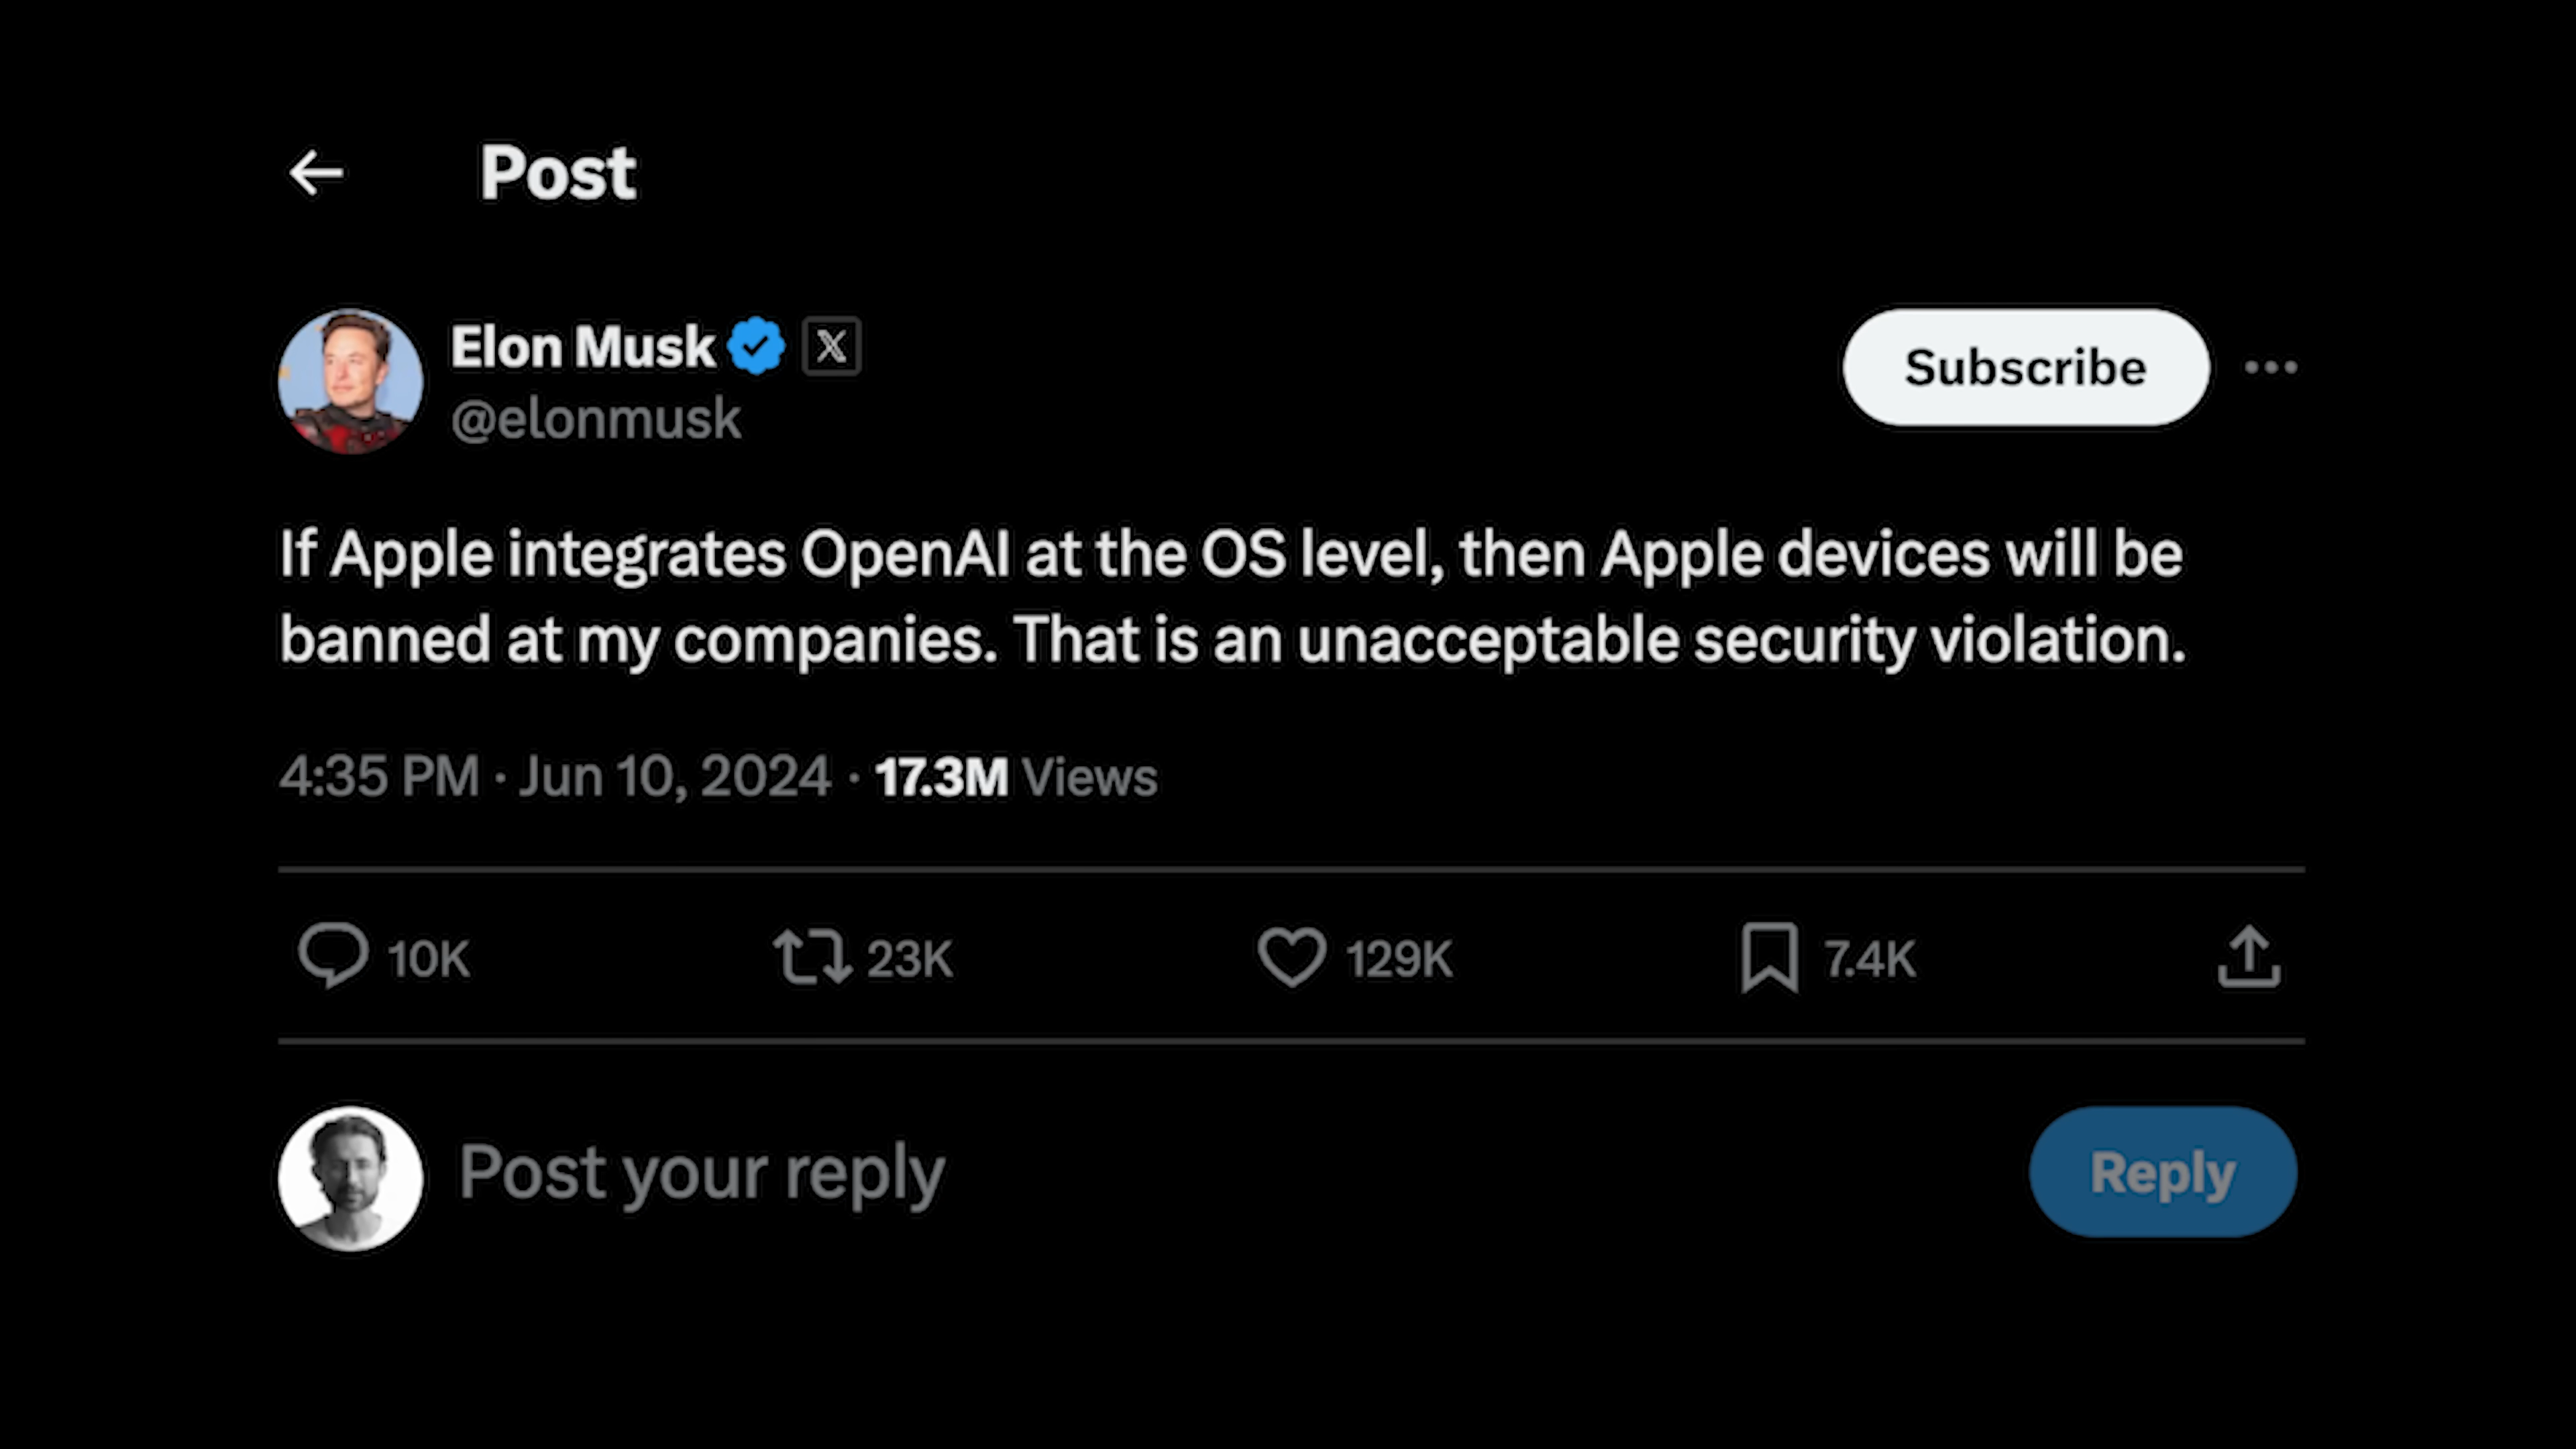 Post
Elon Musk
Subscribe
@elonmusk
If Apple integrates OpenAI at the OS level, then Apple devices will be
banned at my companies. That is an unacceptable security violation.
4:35 PM · Jun 10, 2024 · 17.3M Views
10K 23K 129K 7.4K
Post your reply
Reply